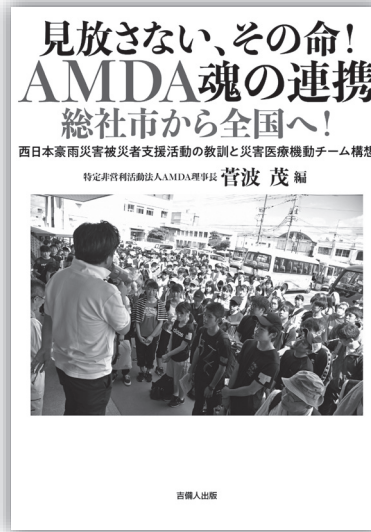 見放さない、その命！
AMDA魂の連携
総社市から全国へ！
西日本豪雨災害被災者支援活動の教訓と災害医療機動チーム構想
特定非営利活動法人AMDA理事長 菅波 茂 編
吉備人出版